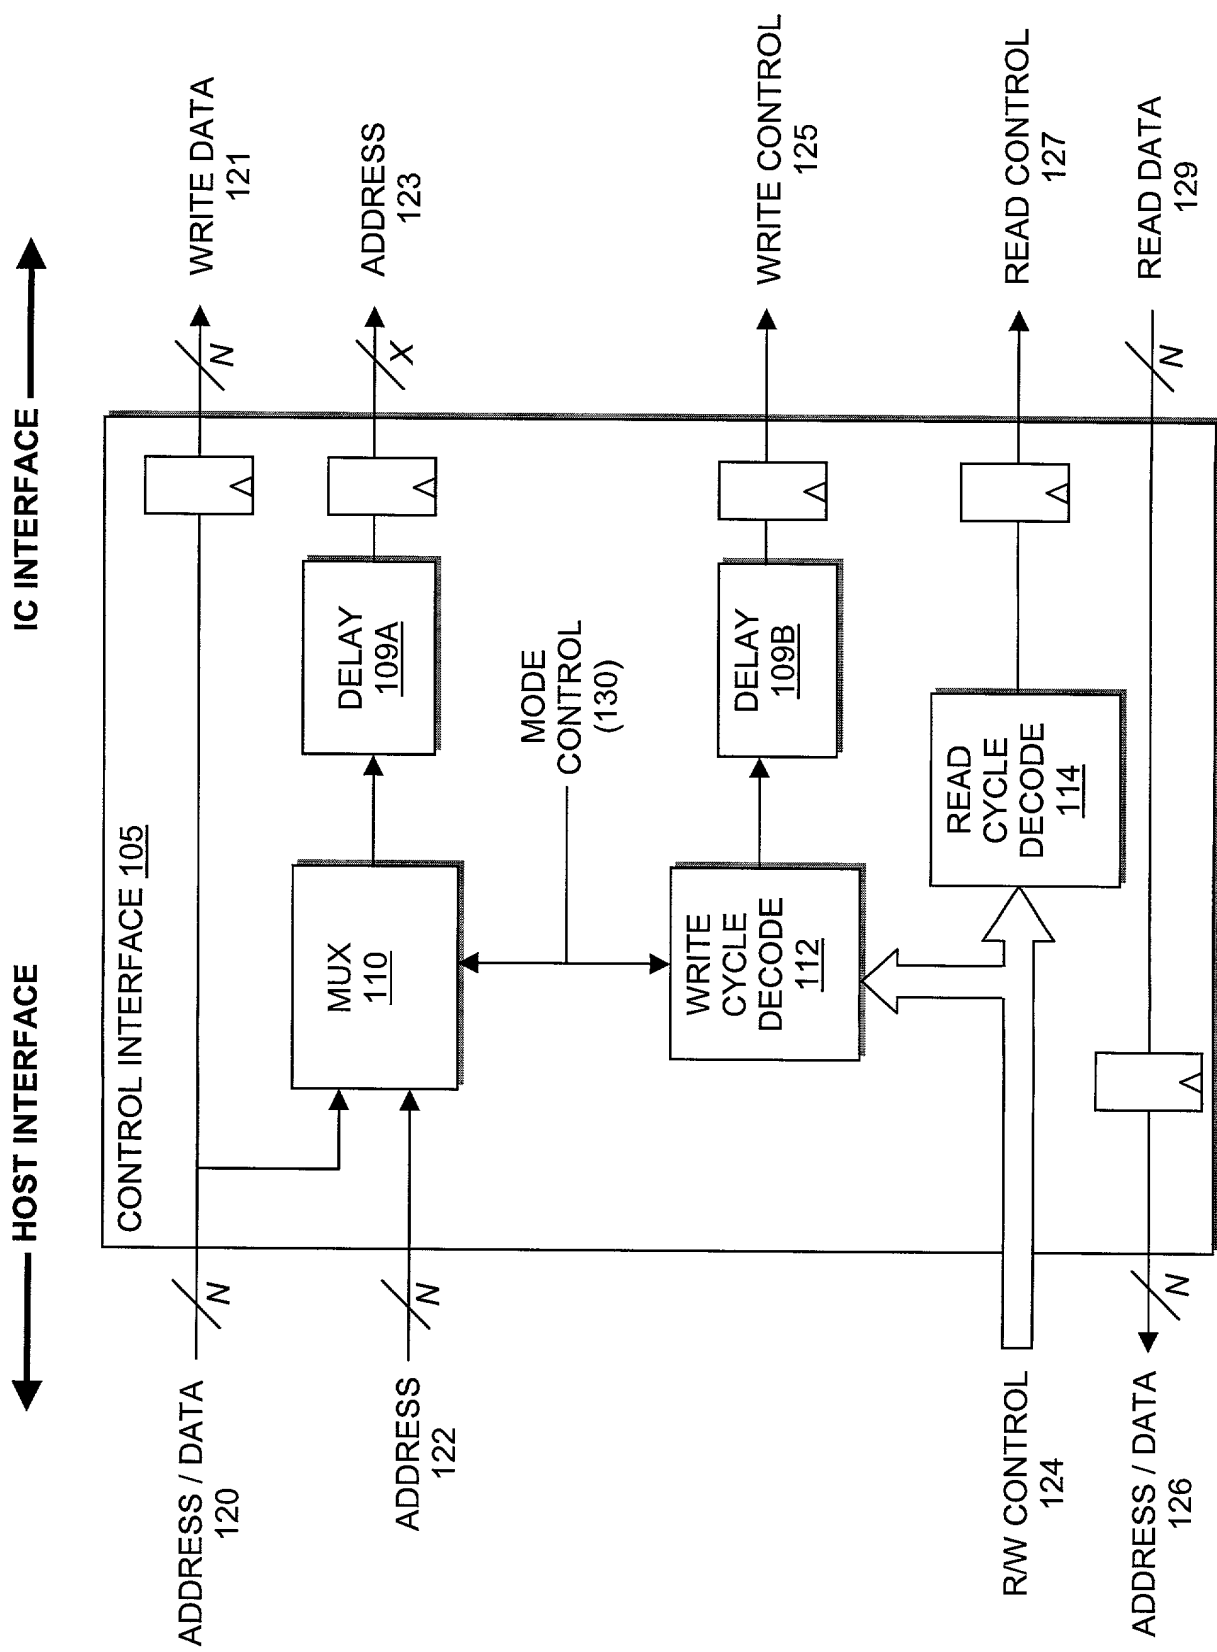 HOST INTERFACE
IC INTERFACE
CONTROL INTERFACE 105
ADDRESS / DATA
120
N
N
WRITE DATA
121
ADDRESS
122
N
MUX
110
DELAY
109A
X
ADDRESS
123
MODE
CONTROL
(130)
WRITE
CYCLE
DECODE
112
DELAY
109B
WRITE CONTROL
125
R/W CONTROL
124
READ
CYCLE
DECODE
114
READ CONTROL
127
ADDRESS / DATA
126
N
N
READ DATA
129